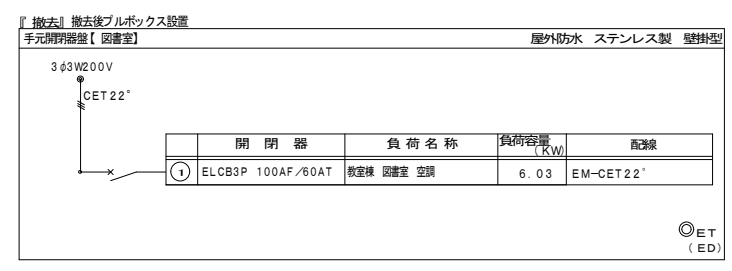 『 撤去』撤去後プルボックス設置
手元開閉器盤【 図書室】 屋外防水 ステンレス製 壁掛型
3φ3W200V
CET22°
開 閉 器 負 荷 名 称 負荷容量(KW) 配線
1 ELCB3P 100AF/60AT 教室棟 図書室 空調 6.03 EM-CET22°
ET
(ED)